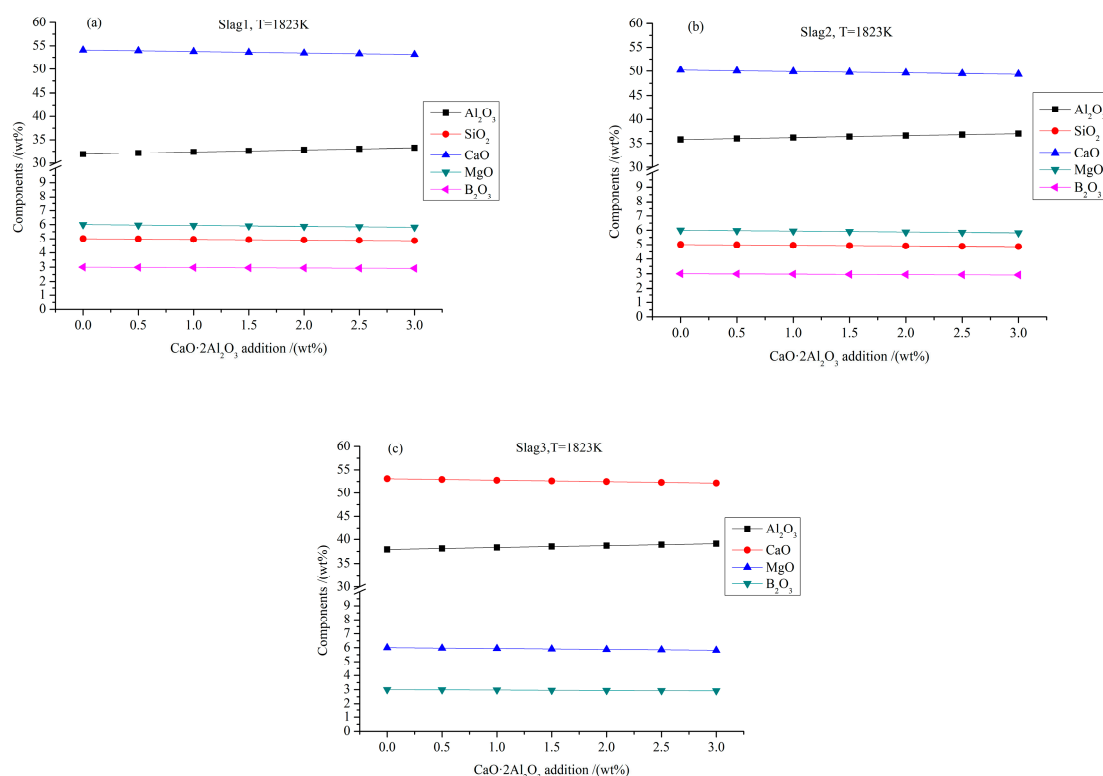 (a)
Slag1, T=1823K
60
55
50
45
40
35
30
9
8
7
6
5
4
3
2
1
0
Components /(wt%)
0.0 0.5 1.0 1.5 2.0 2.5 3.0
CaO·2Al₂O₃ addition /(wt%)
Al₂O₃
SiO₂
CaO
MgO
B₂O₃
(b)
Slag2, T=1823K
60
55
50
45
40
35
30
9
8
7
6
5
4
3
2
1
0
Components /(wt%)
0.0 0.5 1.0 1.5 2.0 2.5 3.0
CaO·2Al₂O₃ addition /(wt%)
Al₂O₃
SiO₂
CaO
MgO
B₂O₃
(c)
Slag3,T=1823K
60
55
50
45
40
35
30
9
8
7
6
5
4
3
2
1
0
Components /(wt%)
0.0 0.5 1.0 1.5 2.0 2.5 3.0
CaO·2Al₂O₃ addition /(wt%)
Al₂O₃
CaO
MgO
B₂O₃